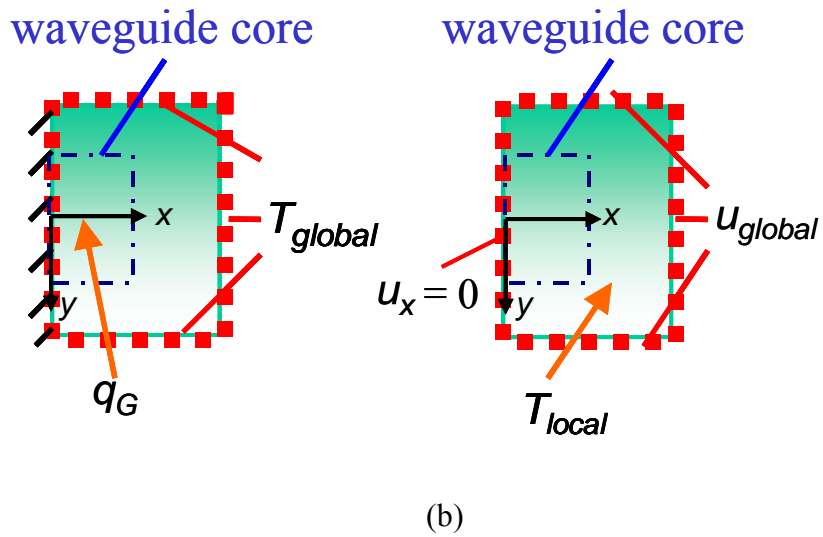 waveguide core
x
T_global
y
q_G
waveguide core
x
u_global
u_x = 0
y
T_local
(b)